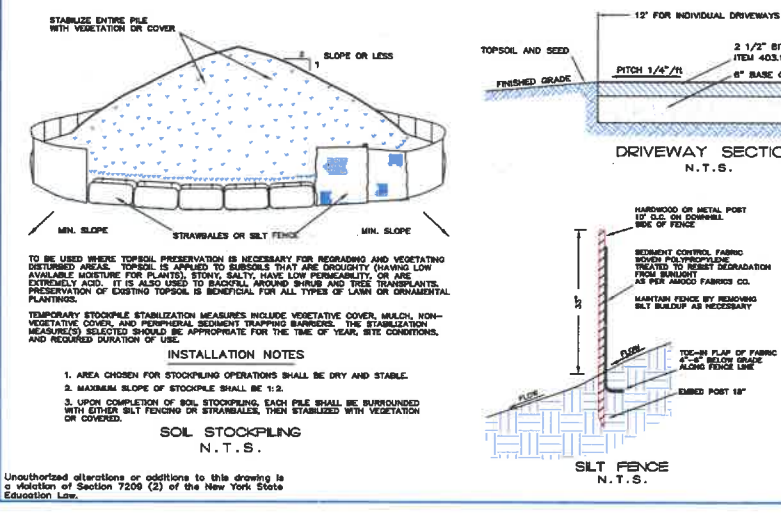 STABILIZE ENTIRE PILE
WITH VEGETATION OR COVER
2
1
SLOPE OR LESS
MIN. SLOPE
STRAWBALES OR SILT FENCE
MIN. SLOPE
TO BE USED WHERE TOPSOIL PRESERVATION IS NECESSARY FOR REGRADING AND VEGETATING
DISTURBED AREAS. TOPSOIL IS APPLIED TO SUBSOILS THAT ARE DROUGHTY (HAVING LOW
AVAILABLE MOISTURE FOR PLANTS), STONY, SALTY, HAVE LOW PERMEABILITY, OR ARE
EXTREMELY ACID. IT IS ALSO USED TO BACKFILL AROUND SHRUB AND TREE TRANSPLANTS.
PRESERVATION OF EXISTING TOPSOIL IS BENEFICIAL FOR ALL TYPES OF LAWN OR ORNAMENTAL
PLANTINGS.
TEMPORARY STOCKPILE STABILIZATION MEASURES INCLUDE VEGETATIVE COVER, MULCH, NON-
VEGETATIVE COVER, AND PERIPHERAL SEDIMENT TRAPPING BARRIERS. THE STABILIZATION
MEASURE(S) SELECTED SHOULD BE APPROPRIATE FOR THE TIME OF YEAR, SITE CONDITIONS,
AND REQUIRED DURATION OF USE.
INSTALLATION NOTES
1. AREA CHOSEN FOR STOCKPILING OPERATIONS SHALL BE DRY AND STABLE.
2. MAXIMUM SLOPE OF STOCKPILE SHALL BE 1:2.
3. UPON COMPLETION OF SOIL STOCKPILING, EACH PILE SHALL BE SURROUNDED
WITH EITHER SILT FENCING OR STRAWBALES, THEN STABILIZED WITH VEGETATION
OR COVERED.
SOIL STOCKPILING
N.T.S.
Unauthorized alterations or additions to this drawing is
a violation of Section 7209 (2) of the New York State
Education Law.
12' FOR INDIVIDUAL DRIVEWAYS
TOPSOIL AND SEED
2 1/2" BI
ITEM 403.
FINISHED GRADE
PITCH 1/4"/ft
6" BASE
DRIVEWAY SECTIO
N.T.S.
HARDWOOD OR METAL POST
10' O.C. ON DOWNHILL
SIDE OF FENCE
SEDIMENT CONTROL FABRIC
WOVEN POLYPROPYLENE
TREATED TO RESIST DEGRADATION
FROM SUNLIGHT
AS PER AMOCO FABRICS CO.
33"
MANTAIN FENCE BY REMOVING
SILT BUILDUP AS NECESSARY
FLOW
TOE-IN FLAP OF FABRIC
4"-6" BELOW GRADE
ALONG FENCE LINE
FLOW
EMBED POST 18"
SILT FENCE
N.T.S.